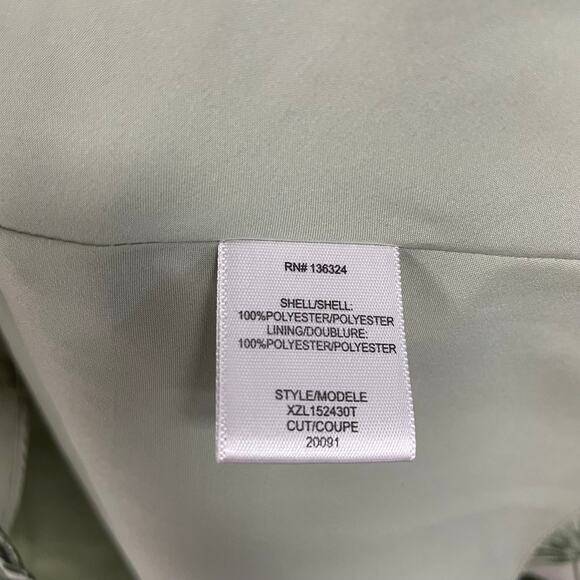 RN# 136324
SHELL/SHELL:
100%POLYESTER/POLYESTER
LINING/DOUBLURE:
100%POLYESTER/POLYESTER
STYLE/MODELE
XZL152430T
CUT/COUPE
20091